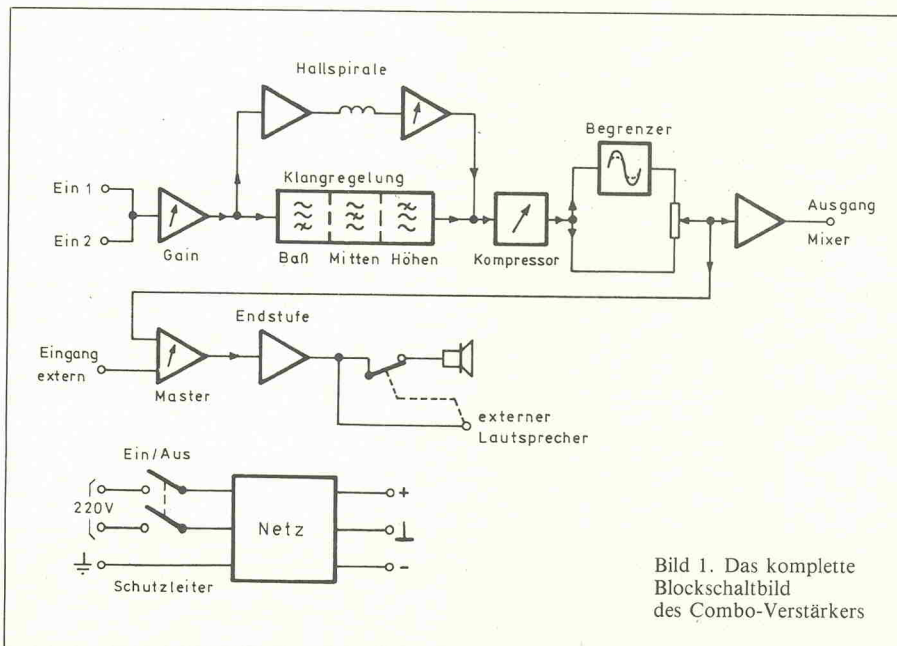 Hallspirale
Begrenzer
Klangregelung
Ein 1
Ein 2
Gain
Baß Mitten Höhen
Kompressor
Ausgang
Mixer
Endstufe
Eingang
extern
Master
externer
Lautsprecher
Ein/Aus
220V
Netz
+
-
Schutzleiter
Bild 1. Das komplette
Blockschaltbild
des Combo-Verstärkers